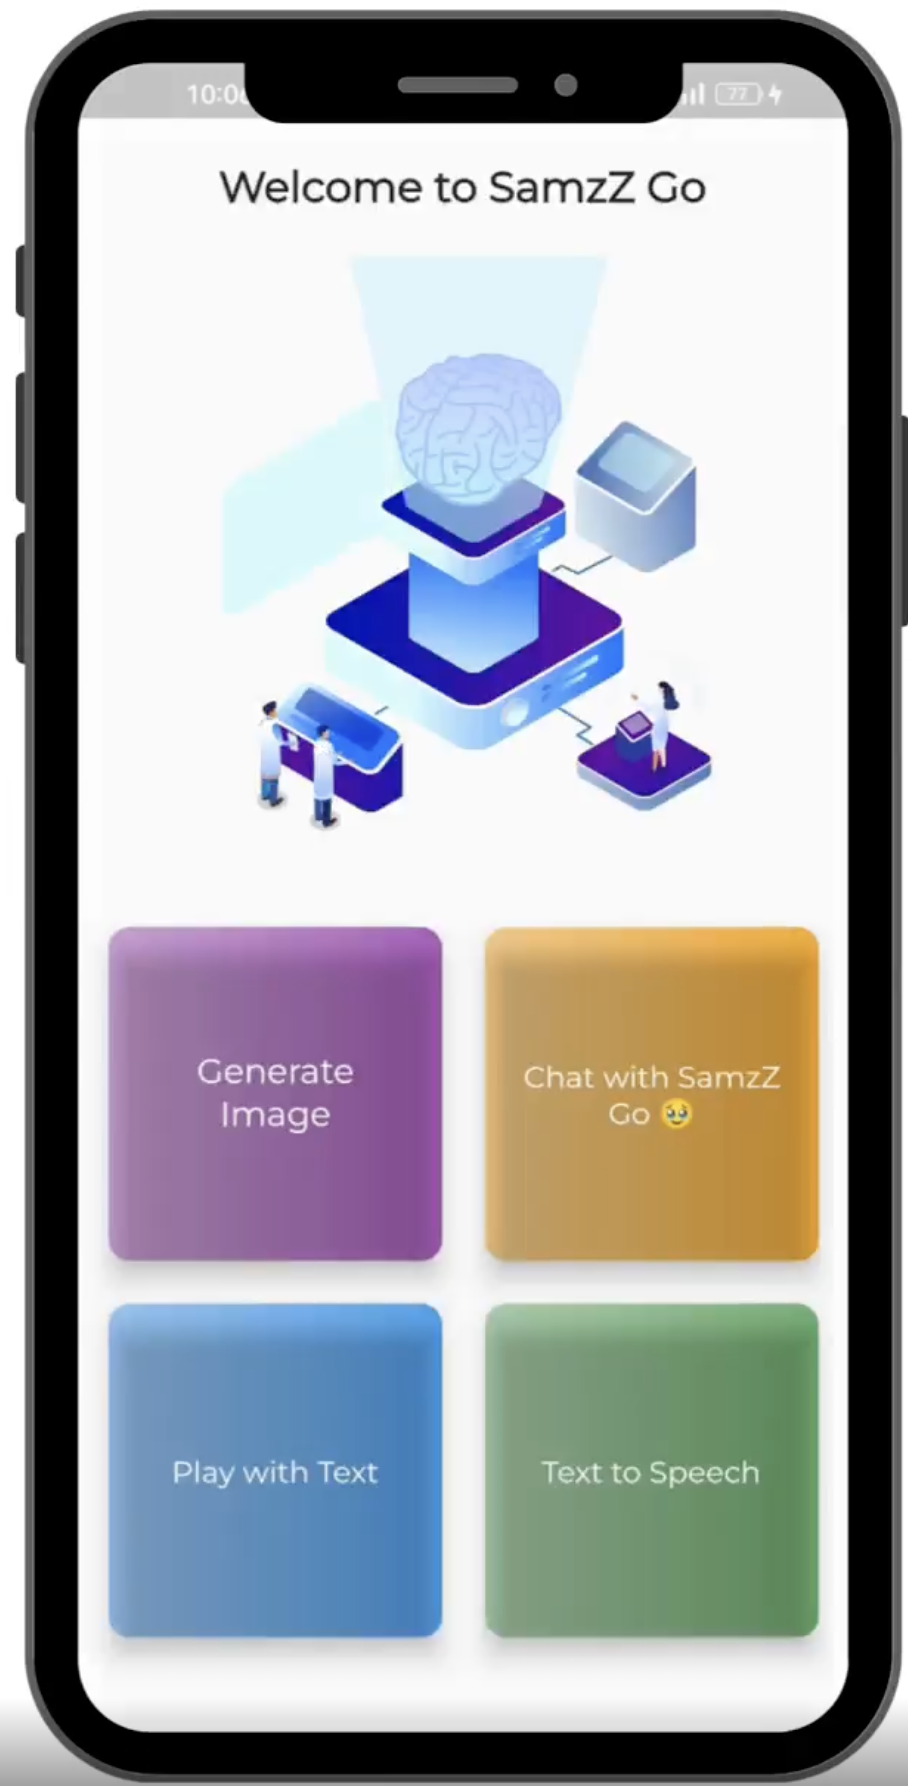 10:0
77
Welcome to SamzZ Go
Generate
Image
Chat with SamzZ
Go 🥹
Play with Text
Text to Speech